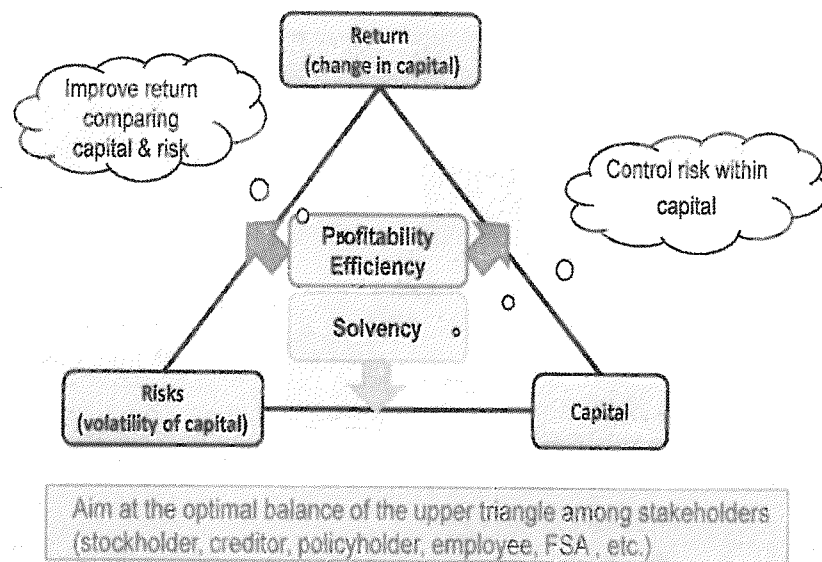 Return
(change in capital)
Improve return
comparing
capital & risk
Control risk within
capital
Profitability
Efficiency
Solvency
Risks
(volatility of capital)
Capital
Aim at the optimal balance of the upper triangle among stakeholders
(stockholder, creditor, policyholder, employee, FSA , etc.)